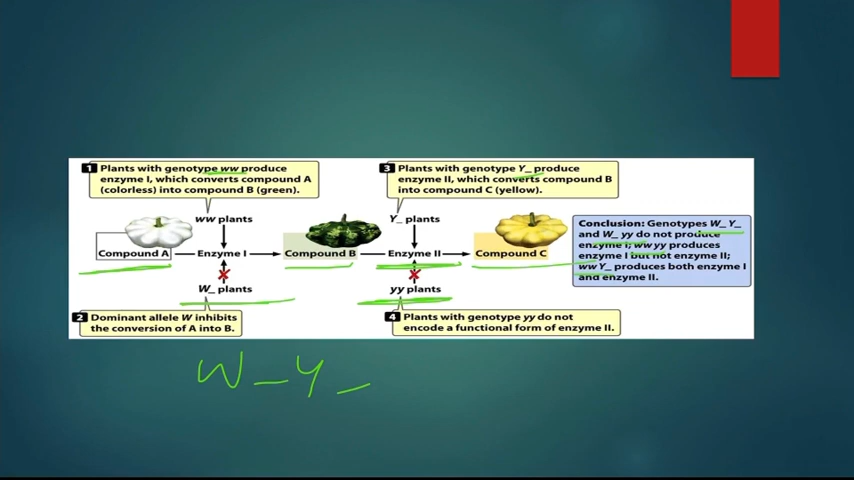 1 Plants with genotype ww produce
enzyme I, which converts compound A
(colorless) into compound B (green).
3 Plants with genotype Y_ produce
enzyme II, which converts compound B
into compound C (yellow).
ww plants
Y_ plants
Compound A
Enzyme I
Compound B
Enzyme II
Compound C
W_ plants
yy plants
2 Dominant allele W inhibits
the conversion of A into B.
4 Plants with genotype yy do not
encode a functional form of enzyme II.
Conclusion: Genotypes W_ Y_
and W_ yy do not produce
enzyme I; ww yy produces
enzyme I but not enzyme II;
ww Y_ produces both enzyme I
and enzyme II.
W _ Y _